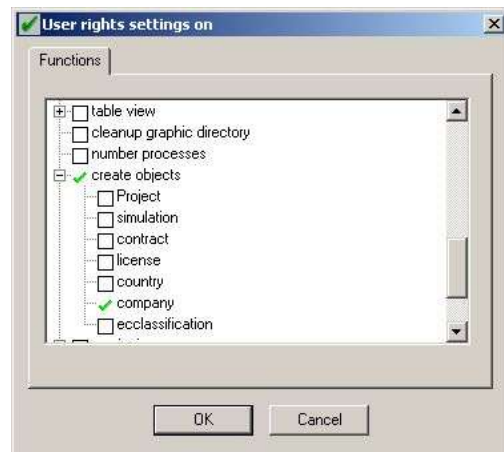 User rights settings on
Functions
table view
cleanup graphic directory
number processes
create objects
Project
simulation
contract
license
country
company
ecclassification
OK
Cancel